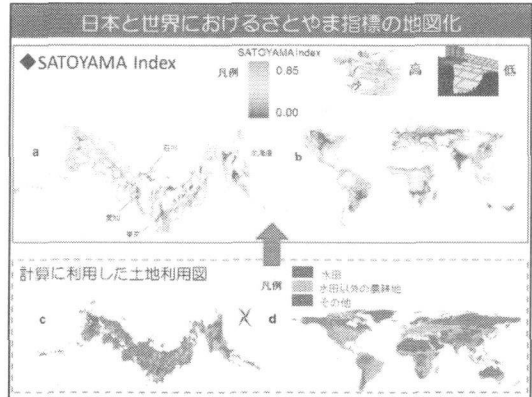 日本と世界におけるさとやま指標の地図化
◆SATOYAMA Index
SATOYAMA Index
凡例
0.85
0.00
高
低
a
石川
北海道
愛知
東京
b
計算に利用した土地利用図
凡例
水田
水田以外の農耕地
その他
c
d